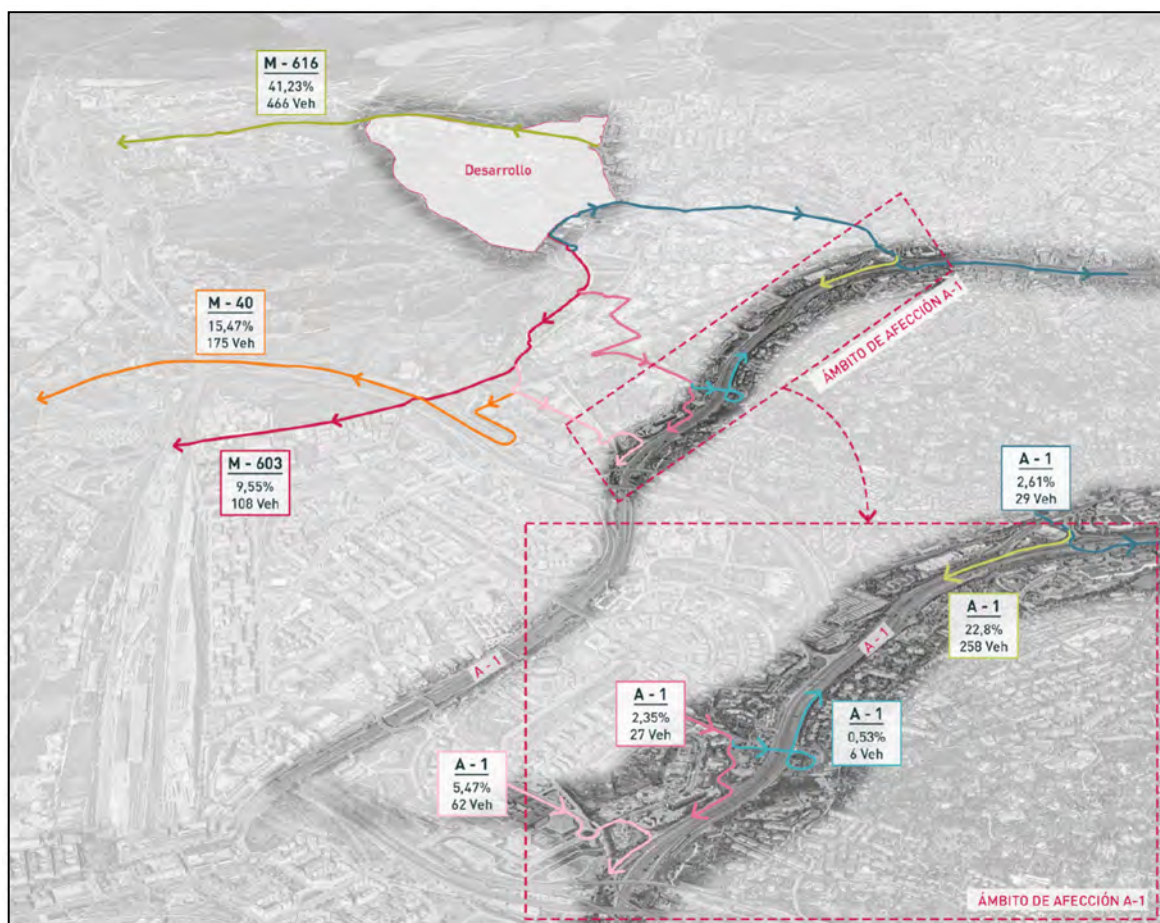 M - 616
41,23%
466 Veh
Desarrollo
M - 40
15,47%
175 Veh
ÁMBITO DE AFECCIÓN A-1
M - 603
9,55%
108 Veh
A - 1
2,61%
29 Veh
A - 1
22,8%
258 Veh
A - 1
A - 1
A - 1
2,35%
27 Veh
A - 1
0,53%
6 Veh
A - 1
5,47%
62 Veh
ÁMBITO DE AFECCIÓN A-1